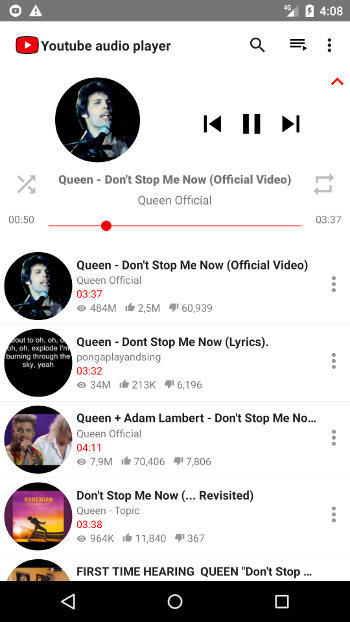 4G 4:08
Youtube audio player
Queen - Don't Stop Me Now (Official Video)
Queen Official
00:50 03:37
Queen - Don't Stop Me Now (Official Video)
Queen Official
03:37
484M 2,5M 60,939
out to oh, oh, o
oh, oh, explode I'm
burning through the
sky, yeah
Queen - Dont Stop Me Now (Lyrics).
pongaplayandsing
03:32
34M 213K 6,196
Queen + Adam Lambert - Don't Stop Me No...
Queen Official
04:11
7,9M 70,406 7,806
BOHEMIAN
Don't Stop Me Now (... Revisited)
Queen - Topic
03:38
964K 11,840 367
FIRST TIME HEARING QUEEN "Don't Stop ...